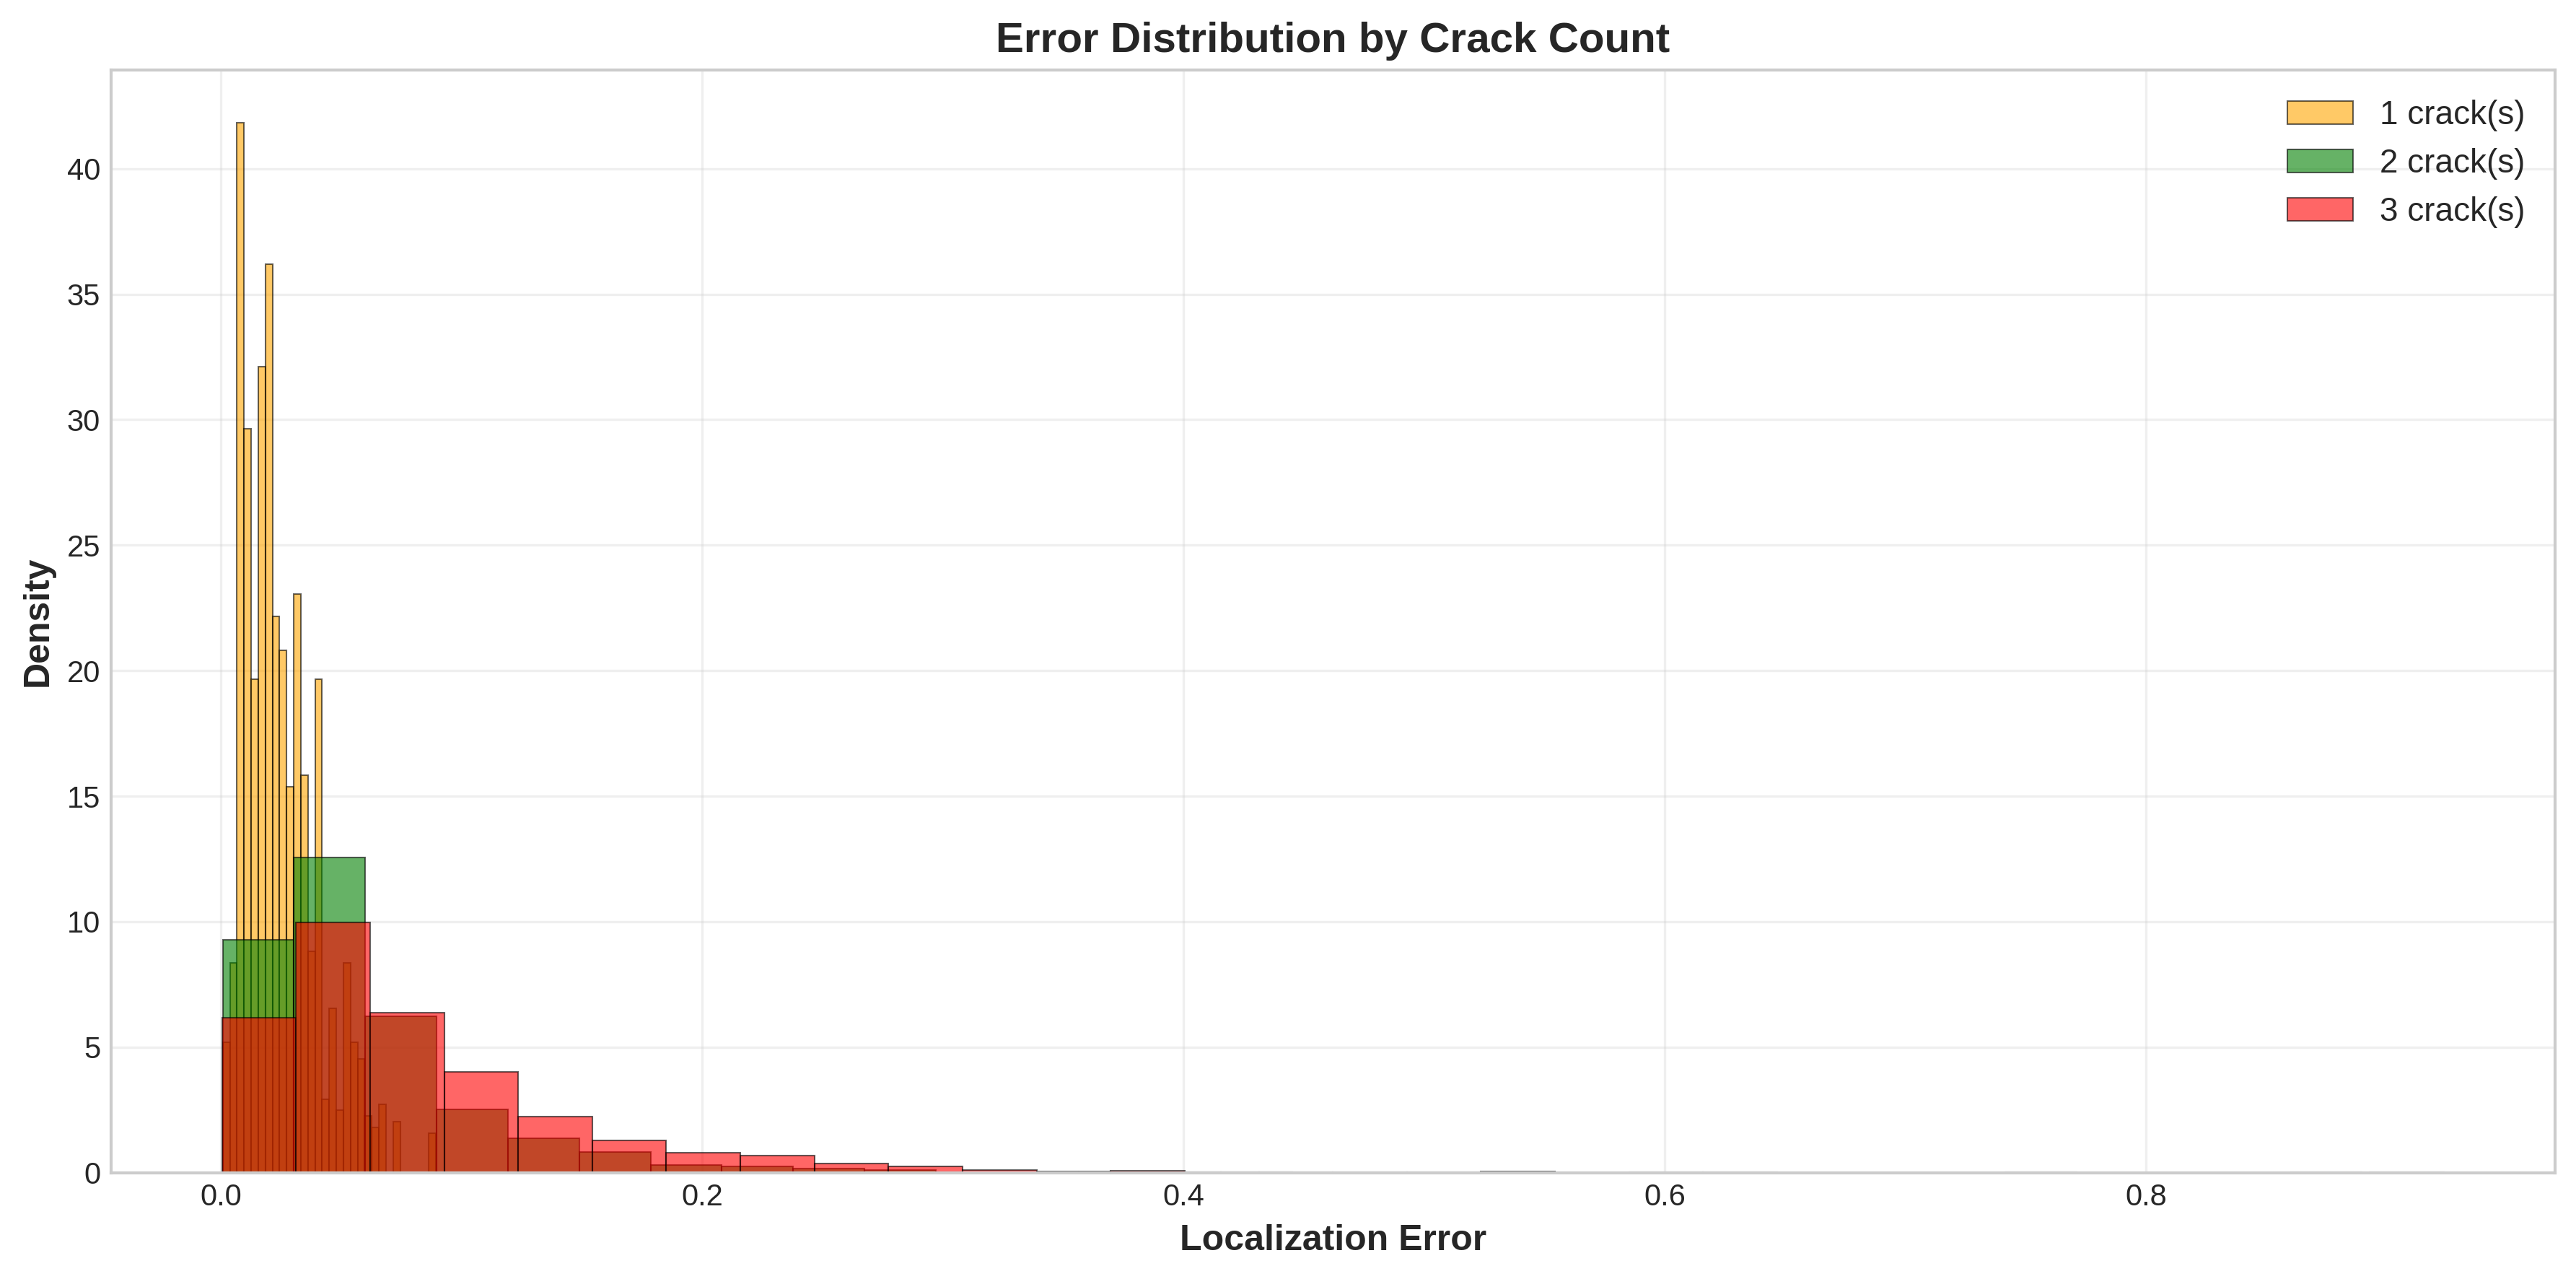 Error Distribution by Crack Count
1 crack(s)
2 crack(s)
3 crack(s)
Density
40
35
30
25
20
15
10
5
0
0.0 0.2 0.4 0.6 0.8
Localization Error